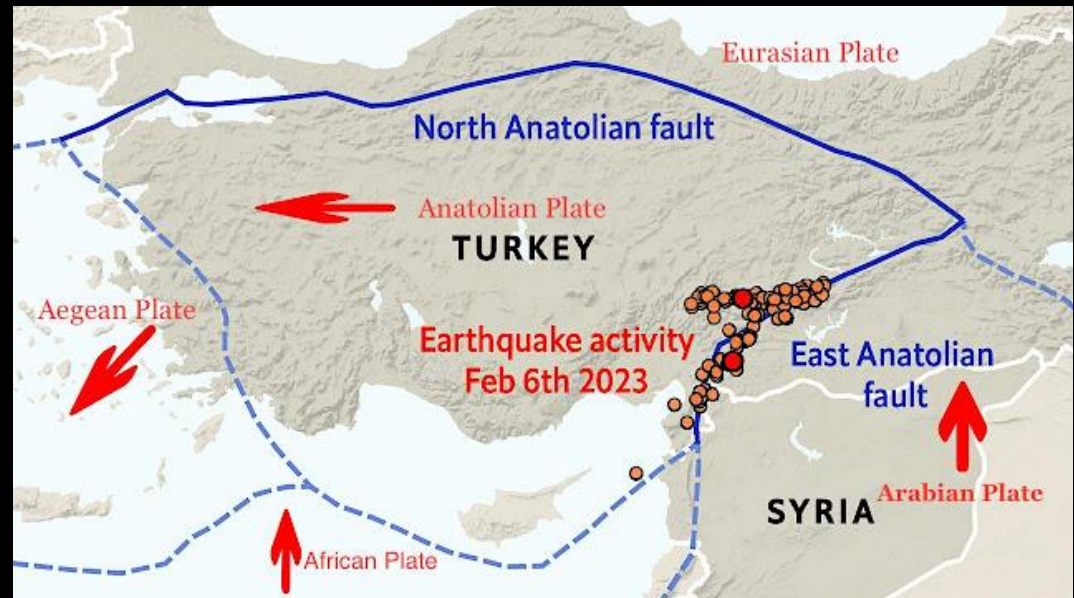 Eurasian Plate
North Anatolian fault
Anatolian Plate
TURKEY
Aegean Plate
Earthquake activity
Feb 6th 2023
East Anatolian
fault
Arabian Plate
SYRIA
African Plate